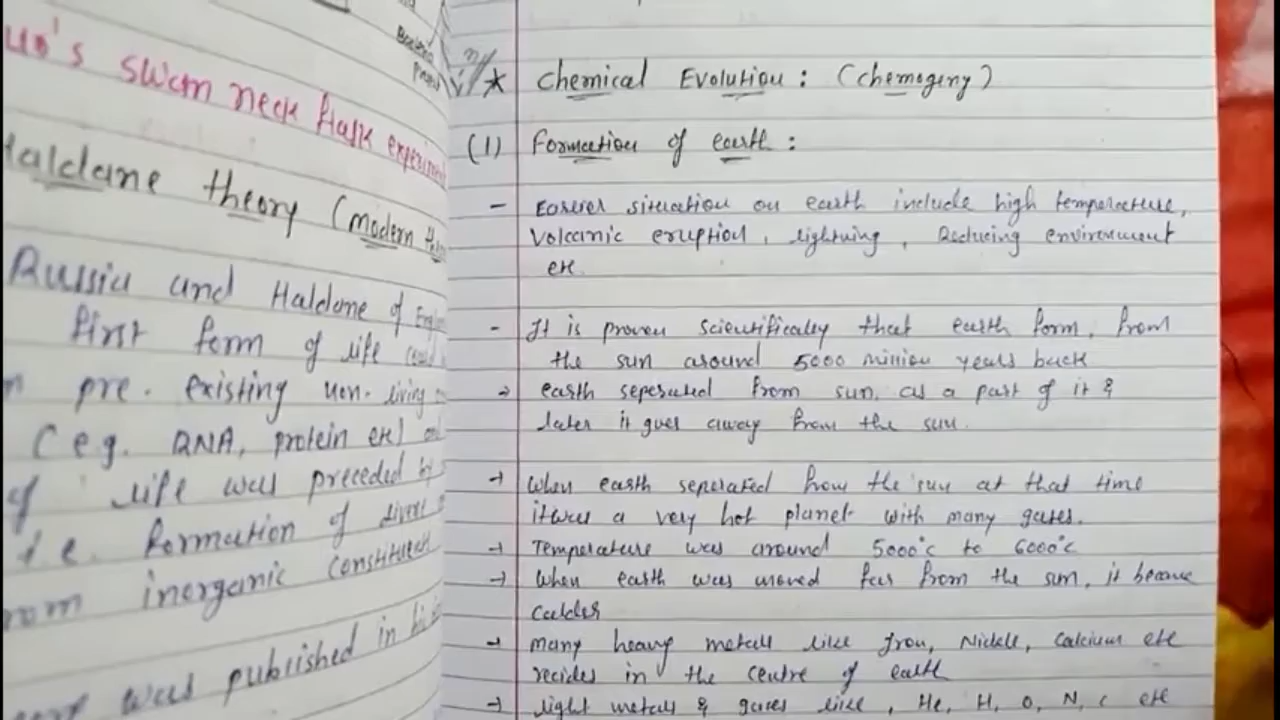 swan neck flask experiment
Haldane theory (modern
Russia and Haldane of
first form of life
pre. existing non-living
(eg. RNA, protein etc)
of life was preceded by
i.e. formation of
inorganic constituents
was published in
* Chemical Evolution: (chemogeny)
(1) Formation of earth :
- Earlier situation on earth include high temperature,
volcanic eruption, lightning, Reducing environment
etc.
- It is proven scientifically that earth form, from
the sun around 5000 million years back
→ earth seperated from sun, as a part of it &
later it goes away from the sun.
→ When earth seperated from the sun at that time
it was a very hot planet with many gases.
→ Temperature was around 5000°c to 6000°c
→ When earth was moved far from the sun, it became
Colder
→ many heavy metals like Iron, Nickle, Calcium etc
recides in the centre of earth
→ light metals & gases like, He, H, O, N, C etc